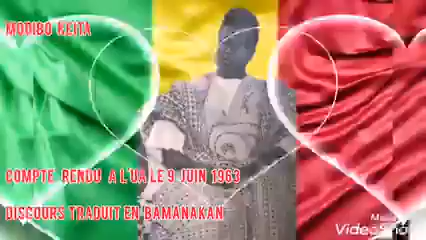 MODIBO KEITA
COMPTE RENDU A L'UA LE 9 JUIN 1963
DISCOURS TRADUIT EN BAMANAKAN